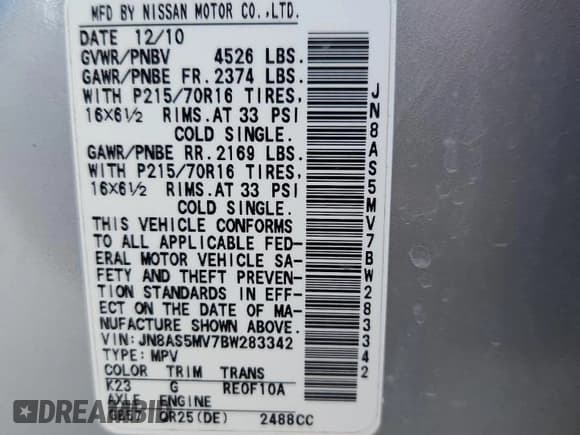 MFD BY NISSAN MOTOR CO.,LTD.
DATE 12/10
GVWR/PNBV 4526 LBS.
GAWR/PNBE FR. 2374 LBS.
WITH P215/70R16 TIRES,
16X6½ RIMS.AT 33 PSI
COLD SINGLE.
GAWR/PNBE RR. 2169 LBS.
WITH P215/70R16 TIRES,
16X6½ RIMS.AT 33 PSI
COLD SINGLE.
THIS VEHICLE CONFORMS
TO ALL APPLICABLE FED-
ERAL MOTOR VEHICLE SA-
FETY AND THEFT PREVEN-
TION STANDARDS IN EFF-
ECT ON THE DATE OF MA-
NUFACTURE SHOWN ABOVE.
VIN: JN8AS5MV7BW283342
TYPE: MPV
COLOR TRIM TRANS
K23 G RE0F10A
AXLE ENGINE
QR25(DE) 2488CC
JN8AS5MV7BW283342
DREAMBID